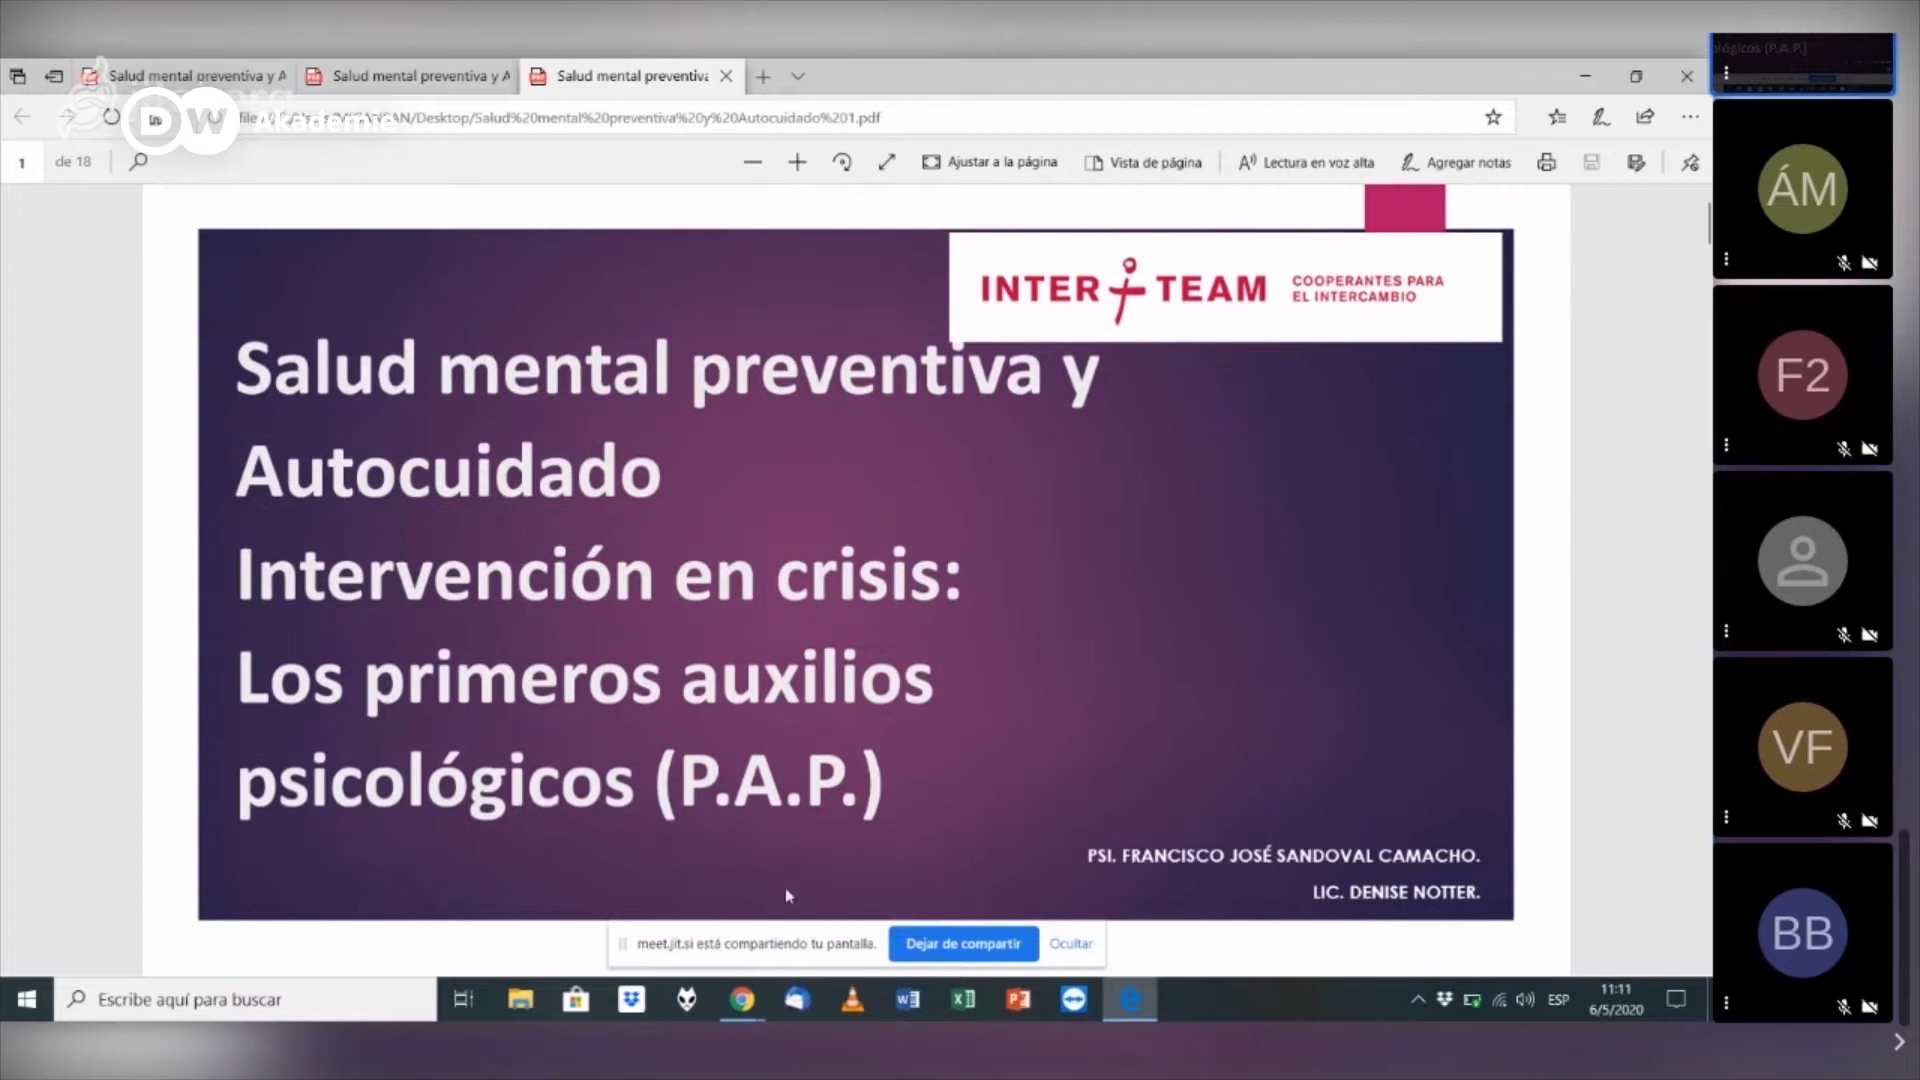 Salud mental preventiva y A
Salud mental preventiva y A
Salud mental preventiva
DW Akademie
/Desktop/Salud%20mental%20preventiva%20y%20Autocuidado%201.pdf
1 de 18
Ajustar a la página
Vista de página
Lectura en voz alta
Agregar notas
INTER TEAM
COOPERANTES PARA
EL INTERCAMBIO
Salud mental preventiva y
Autocuidado
Intervención en crisis:
Los primeros auxilios
psicológicos (P.A.P.)
PSI. FRANCISCO JOSÉ SANDOVAL CAMACHO.
LIC. DENISE NOTTER.
meet.jit.si está compartiendo tu pantalla.
Dejar de compartir
Ocultar
Escribe aquí para buscar
ESP
11:11
6/5/2020
ológicos (P.A.P.)
ÁM
F2
VF
BB